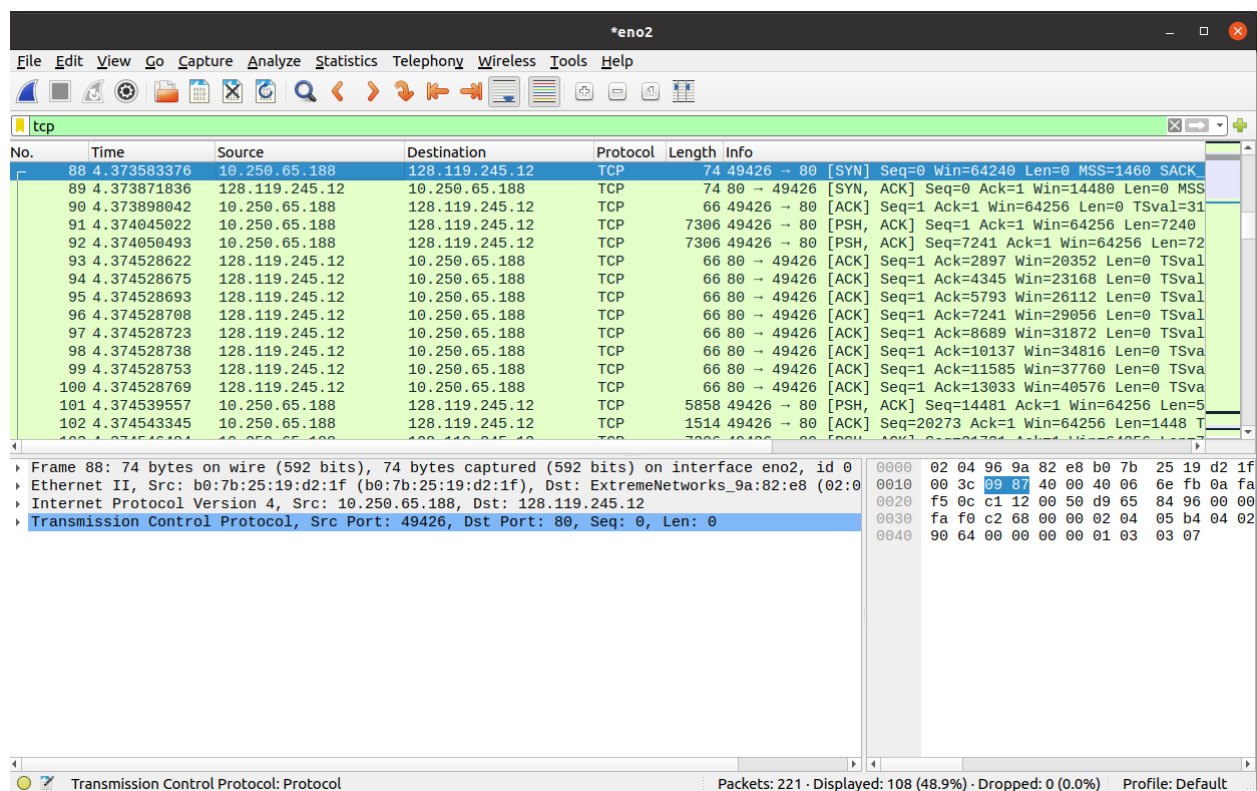 *eno2
File Edit View Go Capture Analyze Statistics Telephony Wireless Tools Help
tcp
No. Time Source Destination Protocol Length Info
88 4.373583376 10.250.65.188 128.119.245.12 TCP 74 49426 → 80 [SYN] Seq=0 Win=64240 Len=0 MSS=1460 SACK_
89 4.373871836 128.119.245.12 10.250.65.188 TCP 74 80 → 49426 [SYN, ACK] Seq=0 Ack=1 Win=14480 Len=0 MSS
90 4.373898042 10.250.65.188 128.119.245.12 TCP 66 49426 → 80 [ACK] Seq=1 Ack=1 Win=64256 Len=0 TSval=31
91 4.374045022 10.250.65.188 128.119.245.12 TCP 7306 49426 → 80 [PSH, ACK] Seq=1 Ack=1 Win=64256 Len=7240
92 4.374050493 10.250.65.188 128.119.245.12 TCP 7306 49426 → 80 [PSH, ACK] Seq=7241 Ack=1 Win=64256 Len=72
93 4.374528622 128.119.245.12 10.250.65.188 TCP 66 80 → 49426 [ACK] Seq=1 Ack=2897 Win=20352 Len=0 TSval
94 4.374528675 128.119.245.12 10.250.65.188 TCP 66 80 → 49426 [ACK] Seq=1 Ack=4345 Win=23168 Len=0 TSval
95 4.374528693 128.119.245.12 10.250.65.188 TCP 66 80 → 49426 [ACK] Seq=1 Ack=5793 Win=26112 Len=0 TSval
96 4.374528708 128.119.245.12 10.250.65.188 TCP 66 80 → 49426 [ACK] Seq=1 Ack=7241 Win=29056 Len=0 TSval
97 4.374528723 128.119.245.12 10.250.65.188 TCP 66 80 → 49426 [ACK] Seq=1 Ack=8689 Win=31872 Len=0 TSval
98 4.374528738 128.119.245.12 10.250.65.188 TCP 66 80 → 49426 [ACK] Seq=1 Ack=10137 Win=34816 Len=0 TSva
99 4.374528753 128.119.245.12 10.250.65.188 TCP 66 80 → 49426 [ACK] Seq=1 Ack=11585 Win=37760 Len=0 TSva
100 4.374528769 128.119.245.12 10.250.65.188 TCP 66 80 → 49426 [ACK] Seq=1 Ack=13033 Win=40576 Len=0 TSva
101 4.374539557 10.250.65.188 128.119.245.12 TCP 5858 49426 → 80 [PSH, ACK] Seq=14481 Ack=1 Win=64256 Len=5
102 4.374543345 10.250.65.188 128.119.245.12 TCP 1514 49426 → 80 [ACK] Seq=20273 Ack=1 Win=64256 Len=1448 T
Frame 88: 74 bytes on wire (592 bits), 74 bytes captured (592 bits) on interface eno2, id 0
Ethernet II, Src: b0:7b:25:19:d2:1f (b0:7b:25:19:d2:1f), Dst: ExtremeNetworks_9a:82:e8 (02:0
Internet Protocol Version 4, Src: 10.250.65.188, Dst: 128.119.245.12
Transmission Control Protocol, Src Port: 49426, Dst Port: 80, Seq: 0, Len: 0
0000 02 04 96 9a 82 e8 b0 7b 25 19 d2 1f
0010 00 3c 09 87 40 00 40 06 6e fb 0a fa
0020 f5 0c c1 12 00 50 d9 65 84 96 00 00
0030 fa f0 c2 68 00 00 02 04 05 b4 04 02
0040 90 64 00 00 00 00 01 03 03 07
Transmission Control Protocol: Protocol
Packets: 221 · Displayed: 108 (48.9%) · Dropped: 0 (0.0%)
Profile: Default